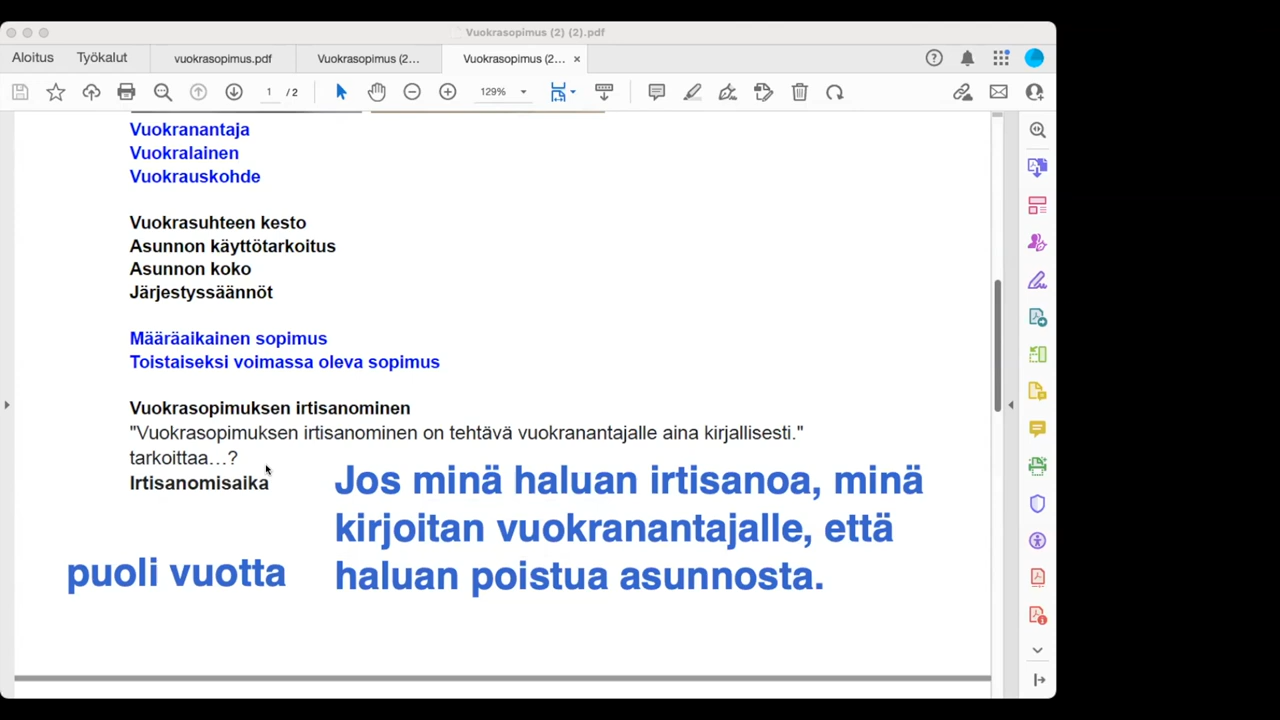 Vuokrasopimus (2) (2).pdf
Aloitus Työkalut vuokrasopimus.pdf Vuokrasopimus (2... Vuokrasopimus (2... ×
1 / 2 129%
Vuokranantaja
Vuokralainen
Vuokrauskohde
Vuokrasuhteen kesto
Asunnon käyttötarkoitus
Asunnon koko
Järjestyssäännöt
Määräaikainen sopimus
Toistaiseksi voimassa oleva sopimus
Vuokrasopimuksen irtisanominen
"Vuokrasopimuksen irtisanominen on tehtävä vuokranantajalle aina kirjallisesti."
tarkoittaa…?
Irtisanomisaika
Jos minä haluan irtisanoa, minä
kirjoitan vuokranantajalle, että
haluan poistua asunnosta.
puoli vuotta